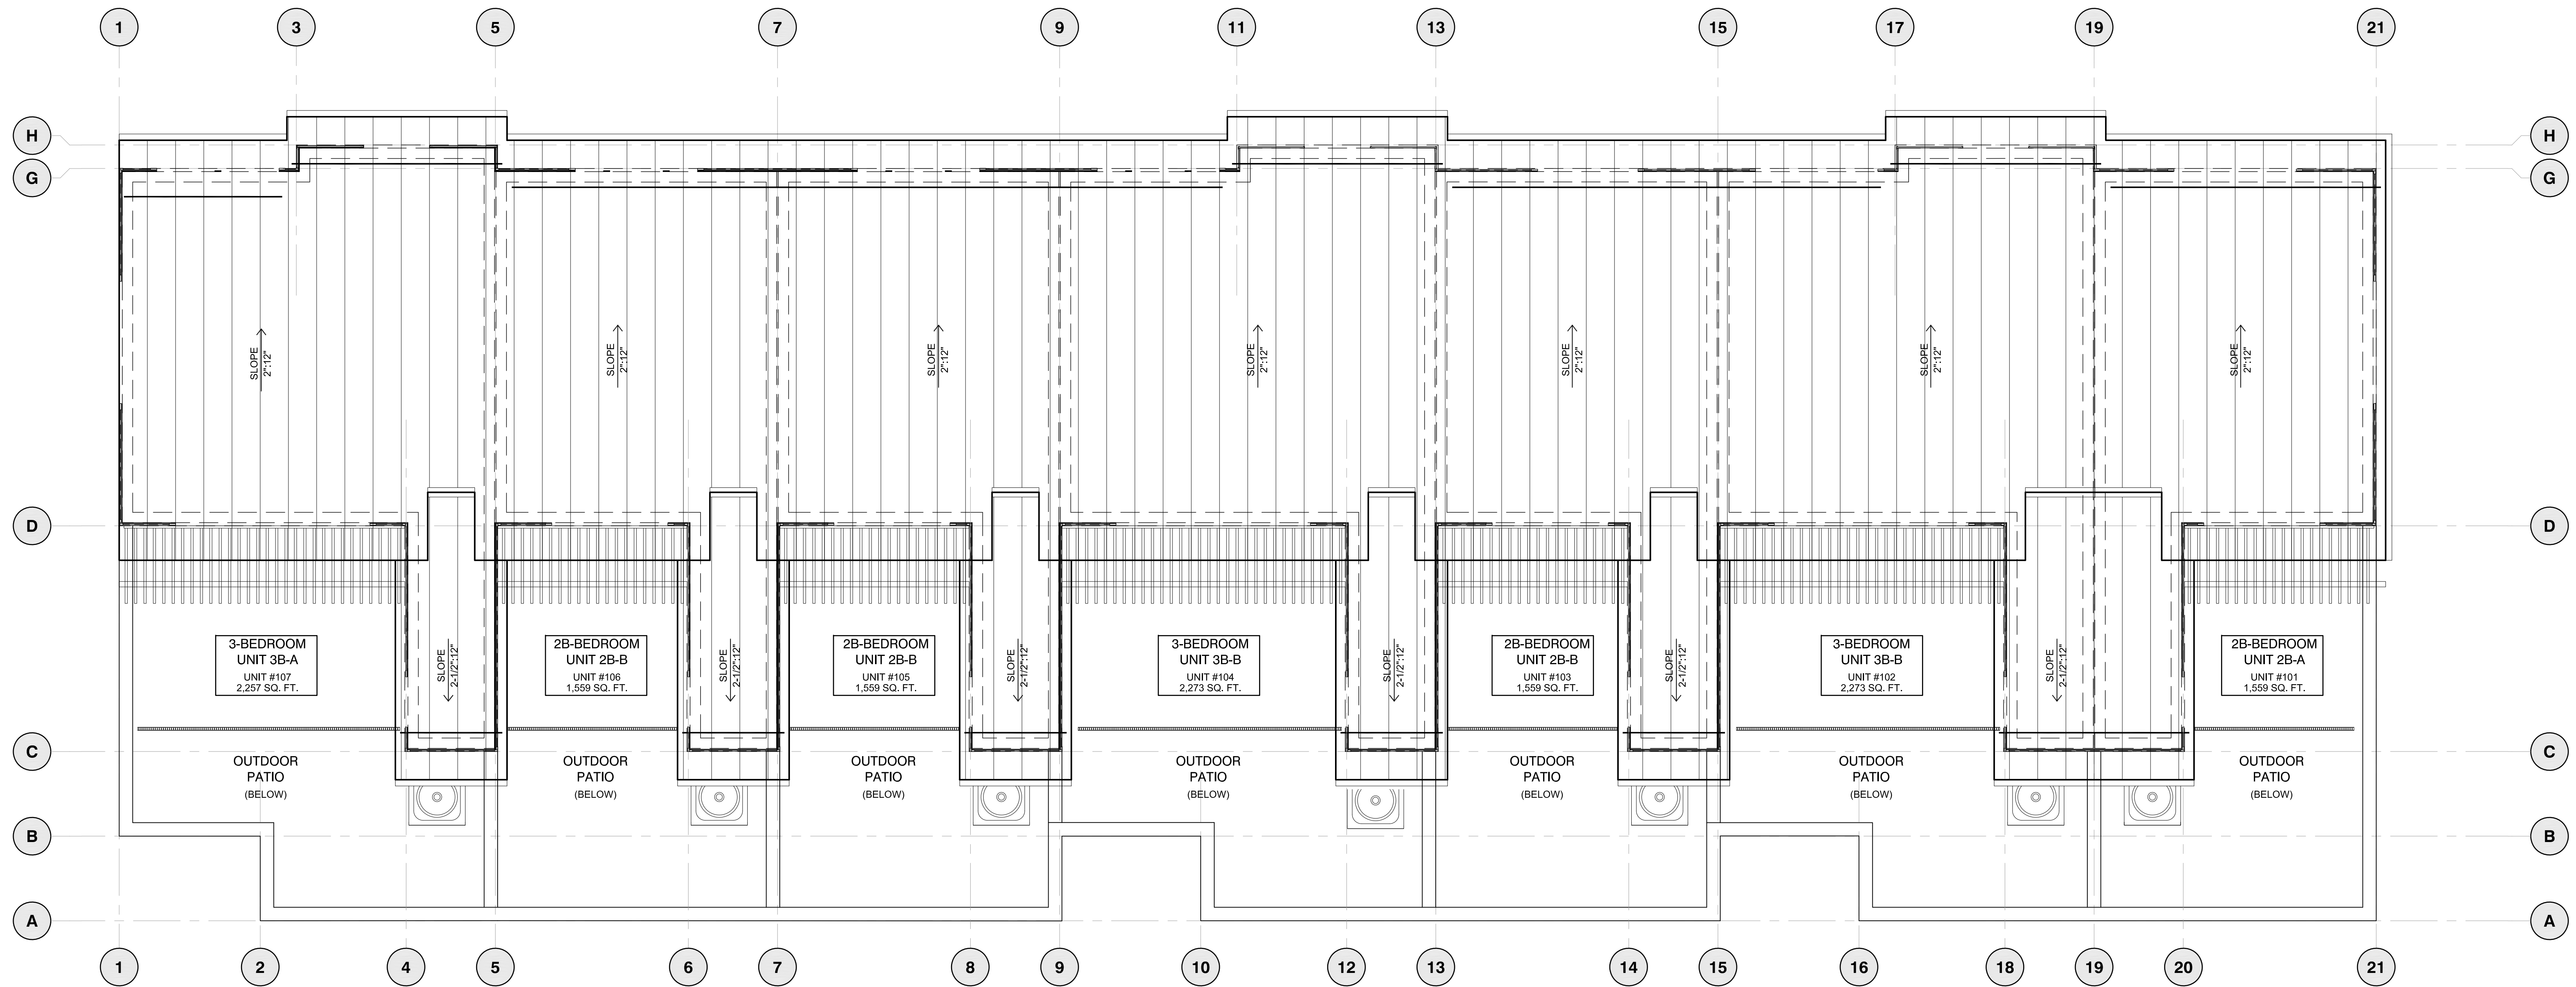 1 3 5 7 9 11 13 15 17 19 21
H H
G G
SLOPE
2":12"
SLOPE
2":12"
SLOPE
2":12"
SLOPE
2":12"
SLOPE
2":12"
SLOPE
2":12"
SLOPE
2":12"
D D
3-BEDROOM
UNIT 3B-A
UNIT #107
2,257 SQ. FT.
SLOPE
2-1/2":12"
2B-BEDROOM
UNIT 2B-B
UNIT #106
1,559 SQ. FT.
SLOPE
2-1/2":12"
2B-BEDROOM
UNIT 2B-B
UNIT #105
1,559 SQ. FT.
SLOPE
2-1/2":12"
3-BEDROOM
UNIT 3B-B
UNIT #104
2,273 SQ. FT.
SLOPE
2-1/2":12"
2B-BEDROOM
UNIT 2B-B
UNIT #103
1,559 SQ. FT.
SLOPE
2-1/2":12"
3-BEDROOM
UNIT 3B-B
UNIT #102
2,273 SQ. FT.
SLOPE
2-1/2":12"
2B-BEDROOM
UNIT 2B-A
UNIT #101
1,559 SQ. FT.
C C
OUTDOOR
PATIO
(BELOW)
OUTDOOR
PATIO
(BELOW)
OUTDOOR
PATIO
(BELOW)
OUTDOOR
PATIO
(BELOW)
OUTDOOR
PATIO
(BELOW)
OUTDOOR
PATIO
(BELOW)
OUTDOOR
PATIO
(BELOW)
B B
A A
1 2 4 5 6 7 8 9 10 12 13 14 15 16 18 19 20 21